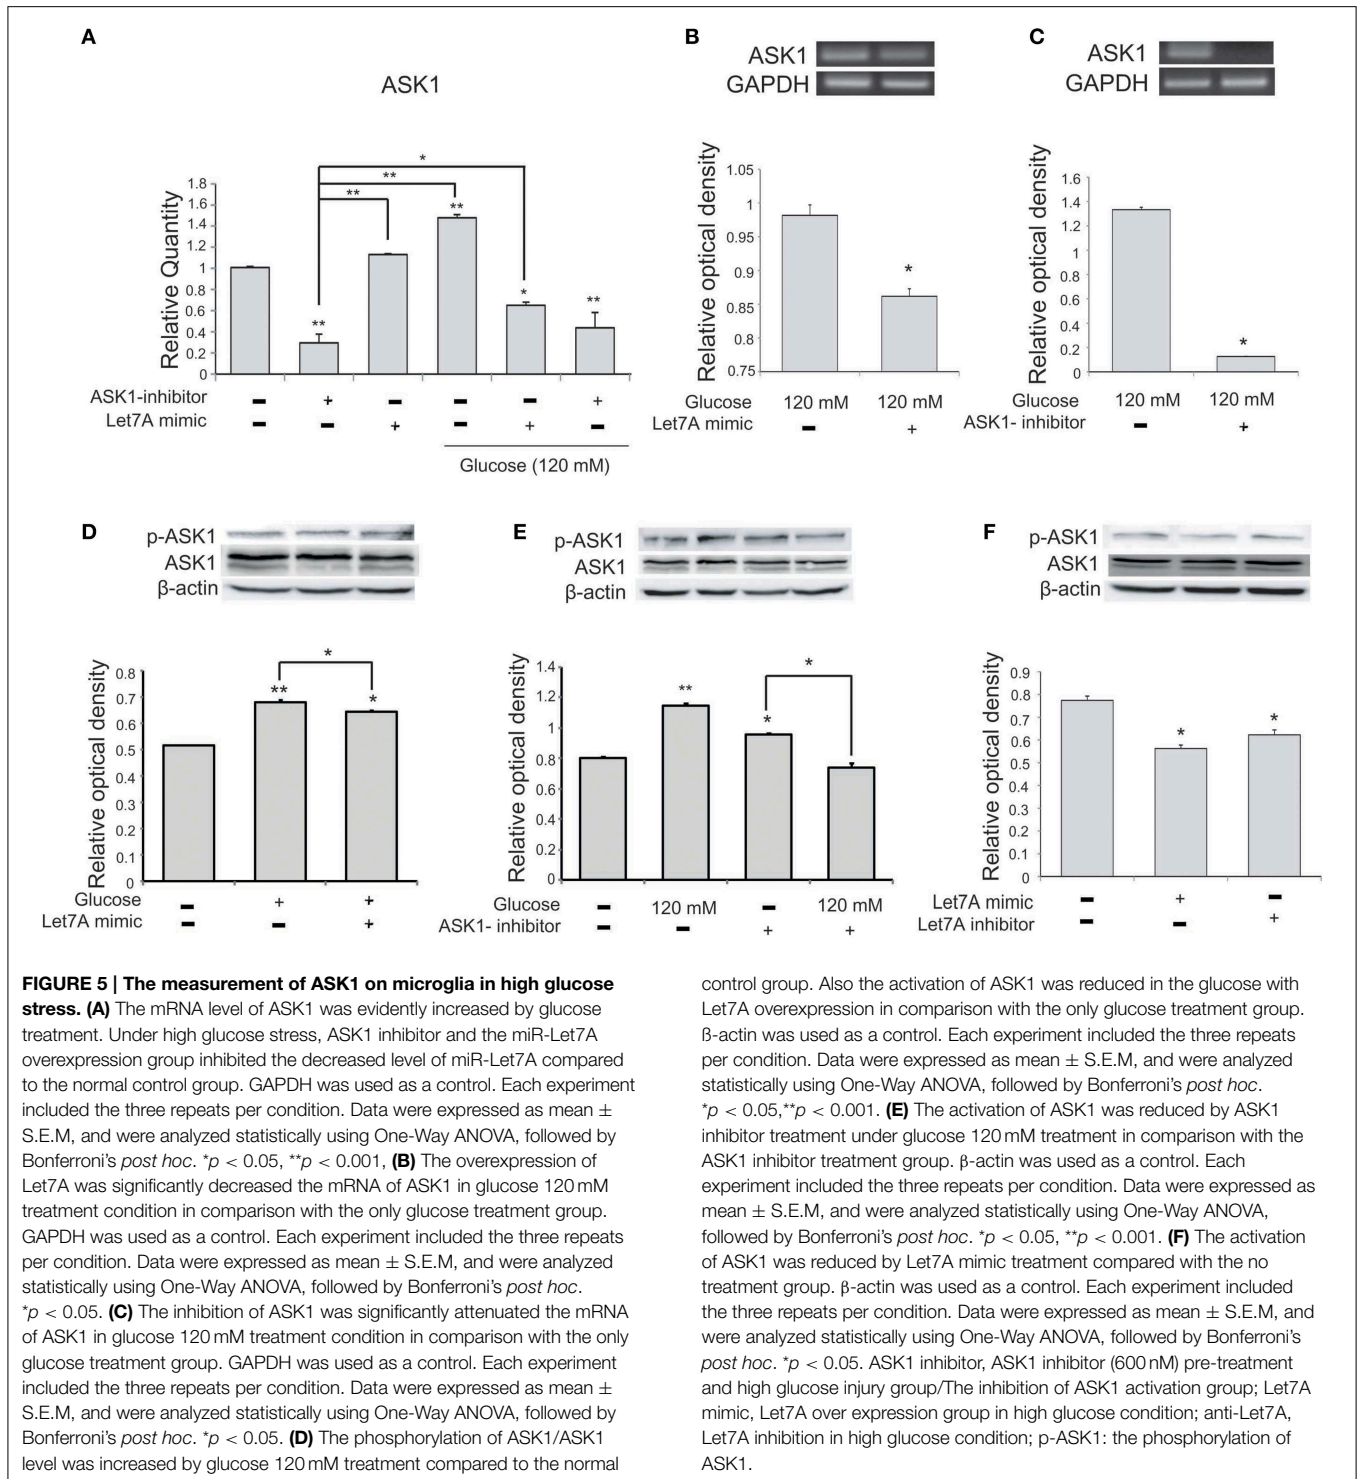 A
ASK1
Relative Quantity
1.8
1.6
1.4
1.2
1
0.8
0.6
0.4
0.2
0
*
**
**
**
**
*
**
ASK1-inhibitor - + - - - +
Let7A mimic - - + - + -
Glucose (120 mM)
B
ASK1
GAPDH
Relative optical density
1.05
1
0.95
0.9
0.85
0.8
0.75
*
Glucose 120 mM 120 mM
Let7A mimic - +
C
ASK1
GAPDH
Relative optical density
1.6
1.4
1.2
1
0.8
0.6
0.4
0.2
0
*
Glucose 120 mM 120 mM
ASK1- inhibitor - +
D
p-ASK1
ASK1
β-actin
Relative optical density
0.8
0.7
0.6
0.5
0.4
0.3
0.2
0.1
0
*
**
*
Glucose - + +
Let7A mimic - - +
E
p-ASK1
ASK1
β-actin
Relative optical density
1.4
1.2
1
0.8
0.6
0.4
0.2
0
**
*
*
Glucose - 120 mM - 120 mM
ASK1- inhibitor - - + +
F
p-ASK1
ASK1
β-actin
Relative optical density
0.9
0.8
0.7
0.6
0.5
0.4
0.3
0.2
0.1
0
*
*
Let7A mimic - + -
Let7A inhibitor - - +
FIGURE 5 | The measurement of ASK1 on microglia in high glucose
stress. (A) The mRNA level of ASK1 was evidently increased by glucose
treatment. Under high glucose stress, ASK1 inhibitor and the miR-Let7A
overexpression group inhibited the decreased level of miR-Let7A compared
to the normal control group. GAPDH was used as a control. Each experiment
included the three repeats per condition. Data were expressed as mean ±
S.E.M, and were analyzed statistically using One-Way ANOVA, followed by
Bonferroni's post hoc. *p < 0.05, **p < 0.001, (B) The overexpression of
Let7A was significantly decreased the mRNA of ASK1 in glucose 120 mM
treatment condition in comparison with the only glucose treatment group.
GAPDH was used as a control. Each experiment included the three repeats
per condition. Data were expressed as mean ± S.E.M, and were analyzed
statistically using One-Way ANOVA, followed by Bonferroni's post hoc.
*p < 0.05. (C) The inhibition of ASK1 was significantly attenuated the mRNA
of ASK1 in glucose 120 mM treatment condition in comparison with the only
glucose treatment group. GAPDH was used as a control. Each experiment
included the three repeats per condition. Data were expressed as mean ±
S.E.M, and were analyzed statistically using One-Way ANOVA, followed by
Bonferroni's post hoc. *p < 0.05. (D) The phosphorylation of ASK1/ASK1
level was increased by glucose 120 mM treatment compared to the normal
control group. Also the activation of ASK1 was reduced in the glucose with
Let7A overexpression in comparison with the only glucose treatment group.
ß-actin was used as a control. Each experiment included the three repeats
per condition. Data were expressed as mean ± S.E.M, and were analyzed
statistically using One-Way ANOVA, followed by Bonferroni's post hoc.
*p < 0.05,**p < 0.001. (E) The activation of ASK1 was reduced by ASK1
inhibitor treatment under glucose 120 mM treatment in comparison with the
ASK1 inhibitor treatment group. β-actin was used as a control. Each
experiment included the three repeats per condition. Data were expressed as
mean ± S.E.M, and were analyzed statistically using One-Way ANOVA,
followed by Bonferroni's post hoc. *p < 0.05, **p < 0.001. (F) The activation
of ASK1 was reduced by Let7A mimic treatment compared with the no
treatment group. β-actin was used as a control. Each experiment included
the three repeats per condition. Data were expressed as mean ± S.E.M, and
were analyzed statistically using One-Way ANOVA, followed by Bonferroni's
post hoc. *p < 0.05. ASK1 inhibitor, ASK1 inhibitor (600 nM) pre-treatment
and high glucose injury group/The inhibition of ASK1 activation group; Let7A
mimic, Let7A over expression group in high glucose condition; anti-Let7A,
Let7A inhibition in high glucose condition; p-ASK1: the phosphorylation of
ASK1.